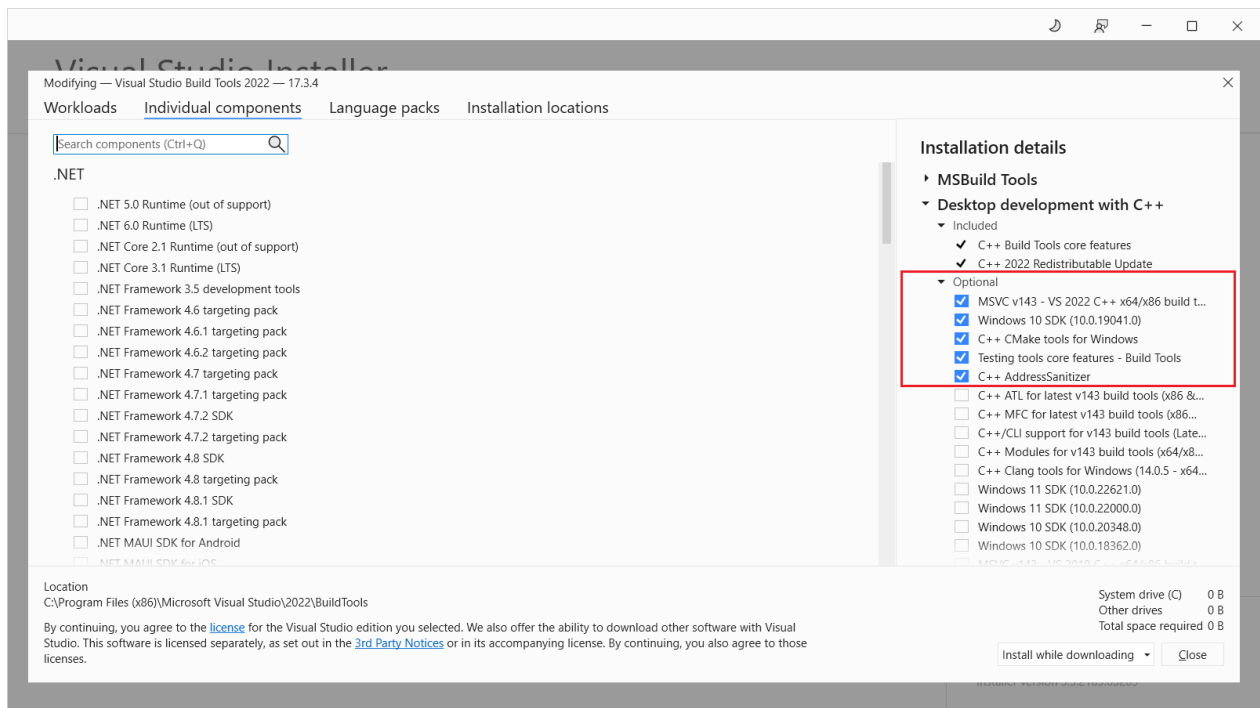 Visual Studio Installer
Modifying — Visual Studio Build Tools 2022 — 17.3.4
Workloads Individual components Language packs Installation locations
Search components (Ctrl+Q)
.NET
.NET 5.0 Runtime (out of support)
.NET 6.0 Runtime (LTS)
.NET Core 2.1 Runtime (out of support)
.NET Core 3.1 Runtime (LTS)
.NET Framework 3.5 development tools
.NET Framework 4.6 targeting pack
.NET Framework 4.6.1 targeting pack
.NET Framework 4.6.2 targeting pack
.NET Framework 4.7 targeting pack
.NET Framework 4.7.1 targeting pack
.NET Framework 4.7.2 SDK
.NET Framework 4.7.2 targeting pack
.NET Framework 4.8 SDK
.NET Framework 4.8 targeting pack
.NET Framework 4.8.1 SDK
.NET Framework 4.8.1 targeting pack
.NET MAUI SDK for Android
.NET MAUI SDK for iOS
Installation details
MSBuild Tools
Desktop development with C++
Included
C++ Build Tools core features
C++ 2022 Redistributable Update
Optional
MSVC v143 - VS 2022 C++ x64/x86 build t...
Windows 10 SDK (10.0.19041.0)
C++ CMake tools for Windows
Testing tools core features - Build Tools
C++ AddressSanitizer
C++ ATL for latest v143 build tools (x86 &...
C++ MFC for latest v143 build tools (x86...
C++/CLI support for v143 build tools (Late...
C++ Modules for v143 build tools (x64/x8...
C++ Clang tools for Windows (14.0.5 - x64...
Windows 11 SDK (10.0.22621.0)
Windows 11 SDK (10.0.22000.0)
Windows 10 SDK (10.0.20348.0)
Windows 10 SDK (10.0.18362.0)
Location
C:\Program Files (x86)\Microsoft Visual Studio\2022\BuildTools
By continuing, you agree to the license for the Visual Studio edition you selected. We also offer the ability to download other software with Visual
Studio. This software is licensed separately, as set out in the 3rd Party Notices or in its accompanying license. By continuing, you also agree to those
licenses.
System drive (C) 0 B
Other drives 0 B
Total space required 0 B
Install while downloading
Close